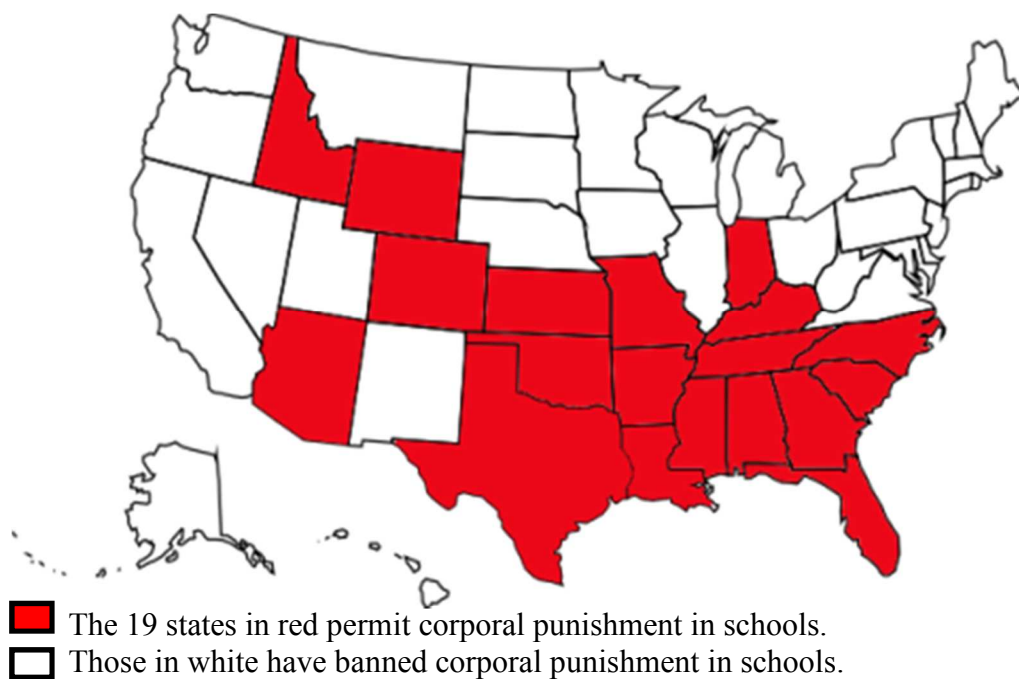 The 19 states in red permit corporal punishment in schools.
Those in white have banned corporal punishment in schools.